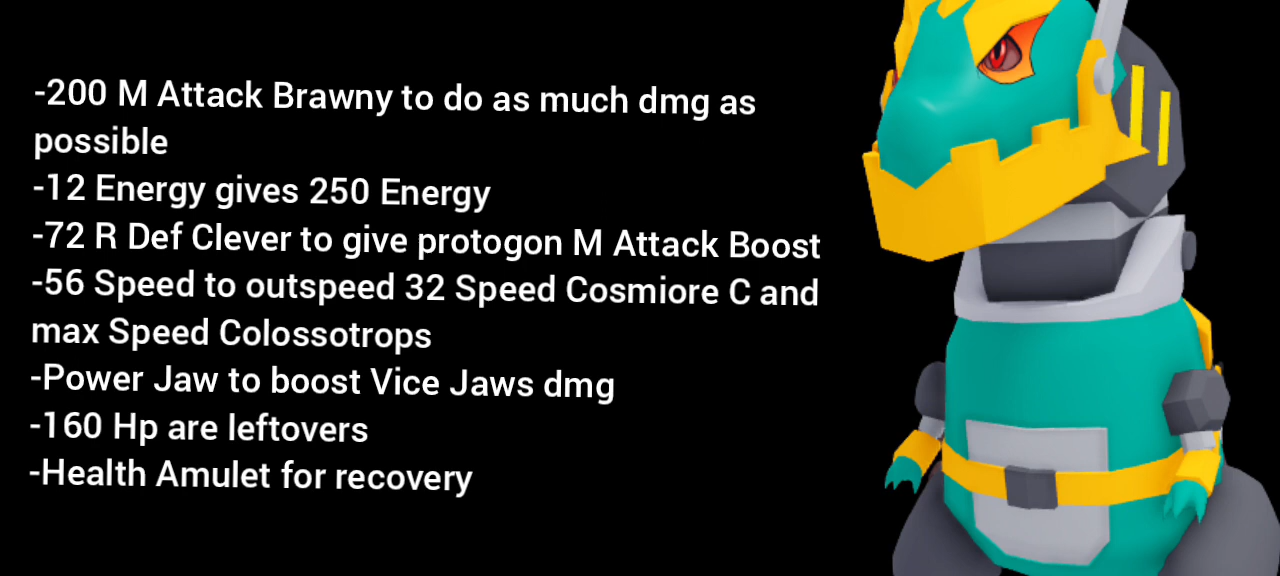 -200 M Attack Brawny to do as much dmg as
possible
-12 Energy gives 250 Energy
-72 R Def Clever to give protogon M Attack Boost
-56 Speed to outspeed 32 Speed Cosmiore C and
max Speed Colossotrops
-Power Jaw to boost Vice Jaws dmg
-160 Hp are leftovers
-Health Amulet for recovery